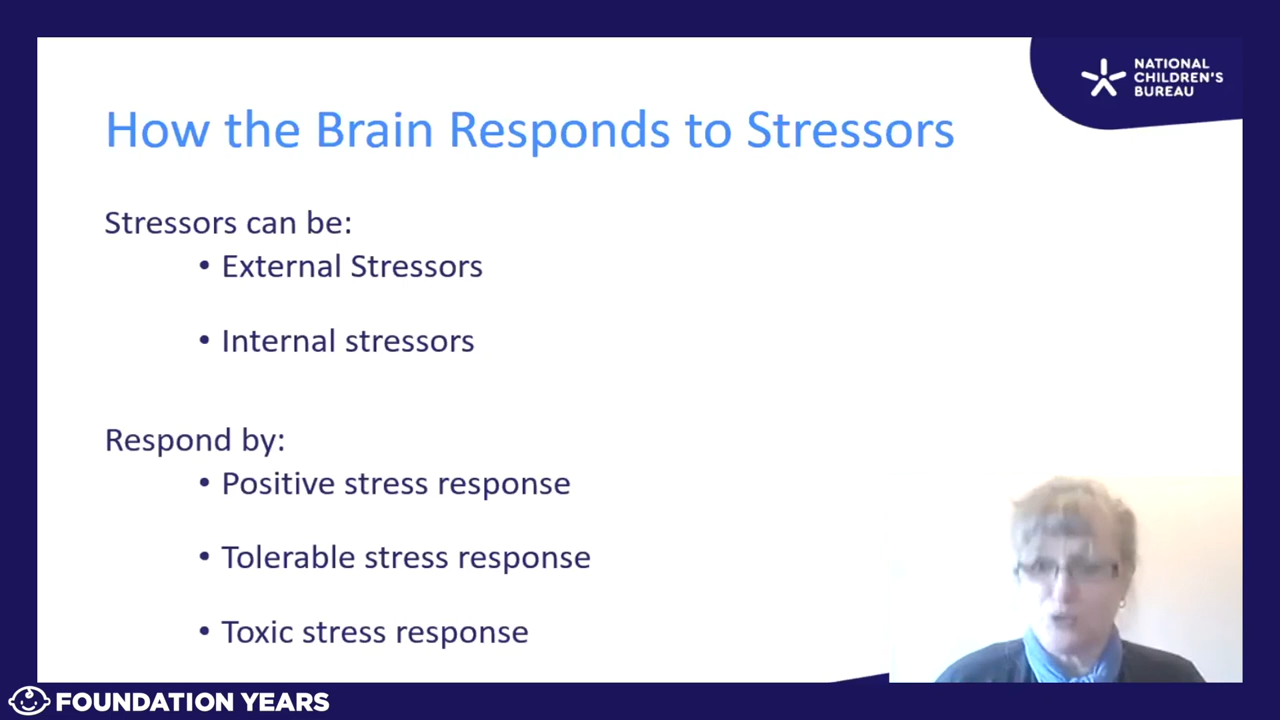 NATIONAL
CHILDREN'S
BUREAU
How the Brain Responds to Stressors
Stressors can be:
• External Stressors
• Internal stressors
Respond by:
• Positive stress response
• Tolerable stress response
• Toxic stress response
FOUNDATION YEARS